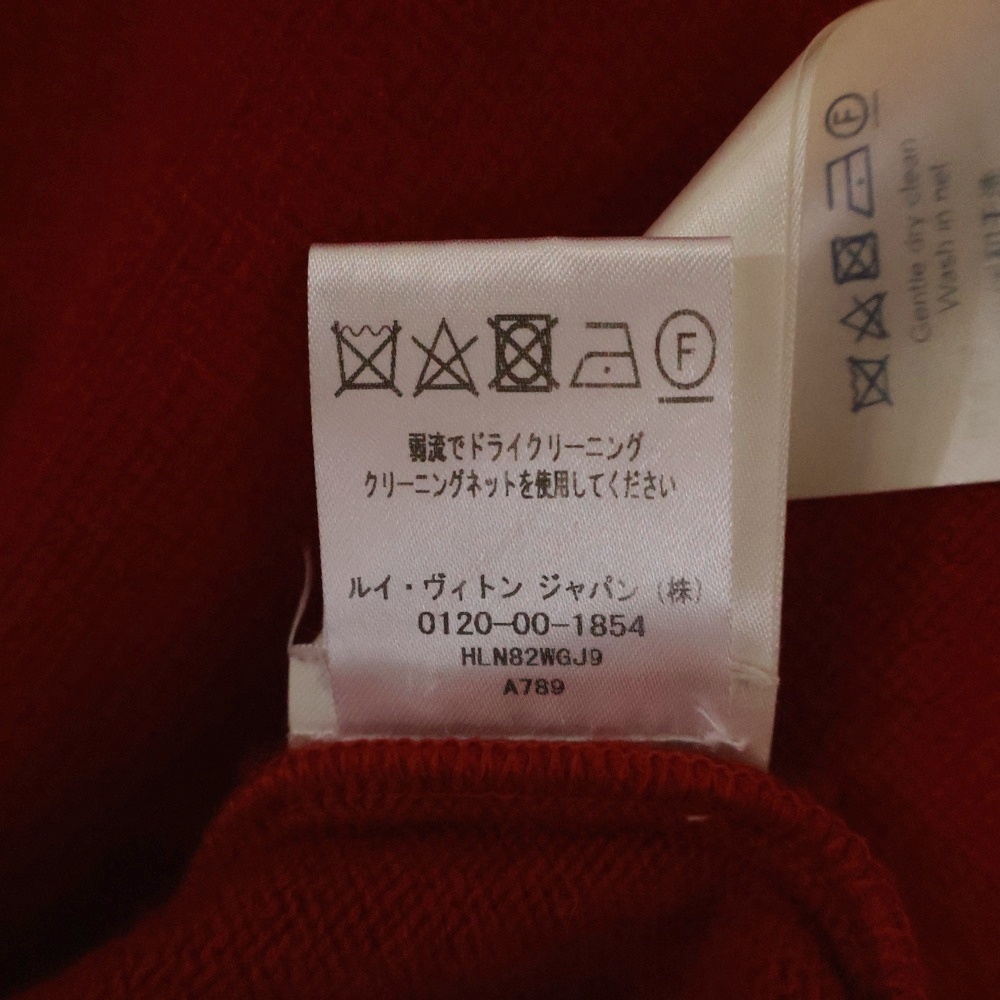 F
弱流でドライクリーニング
クリーニングネットを使用してください
ルイ・ヴィトン ジャパン (株)
0120-00-1854
HLN82WGJ9
A789
F
Gentle dry clean
Wash in net